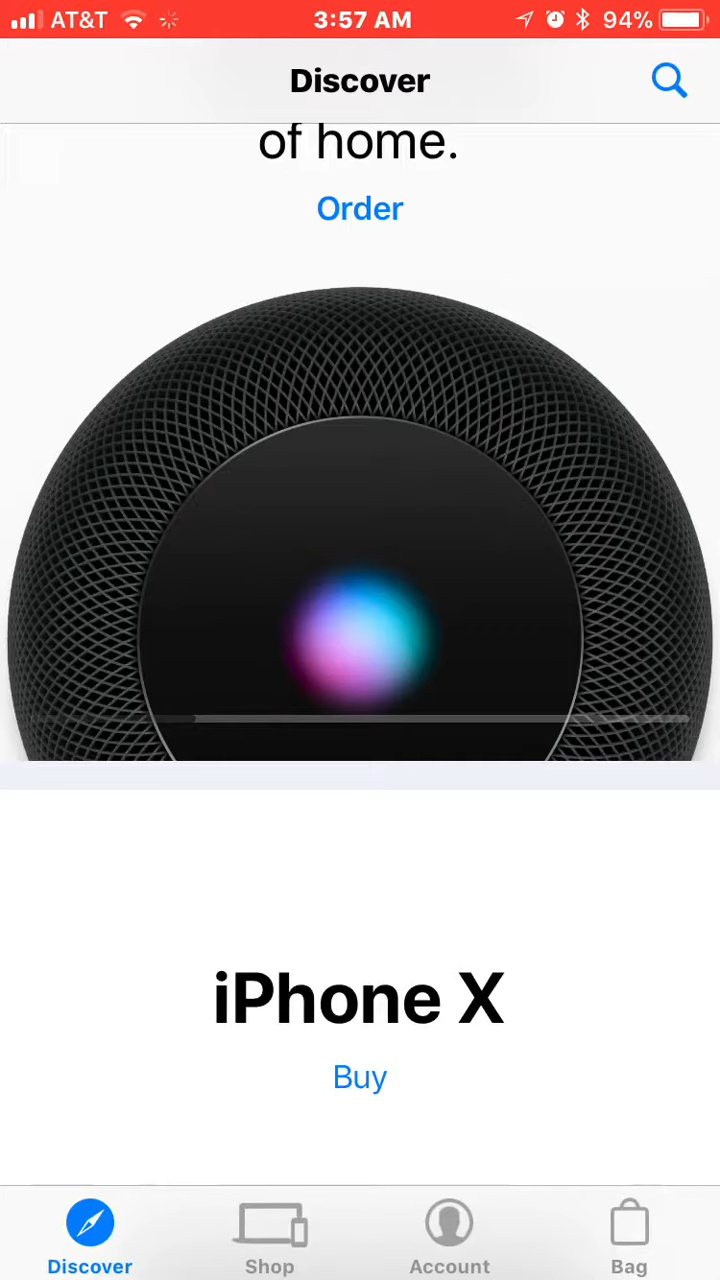 AT&T 3:57 AM 94%
Discover
of home.
Order
iPhone X
Buy
Discover Shop Account Bag